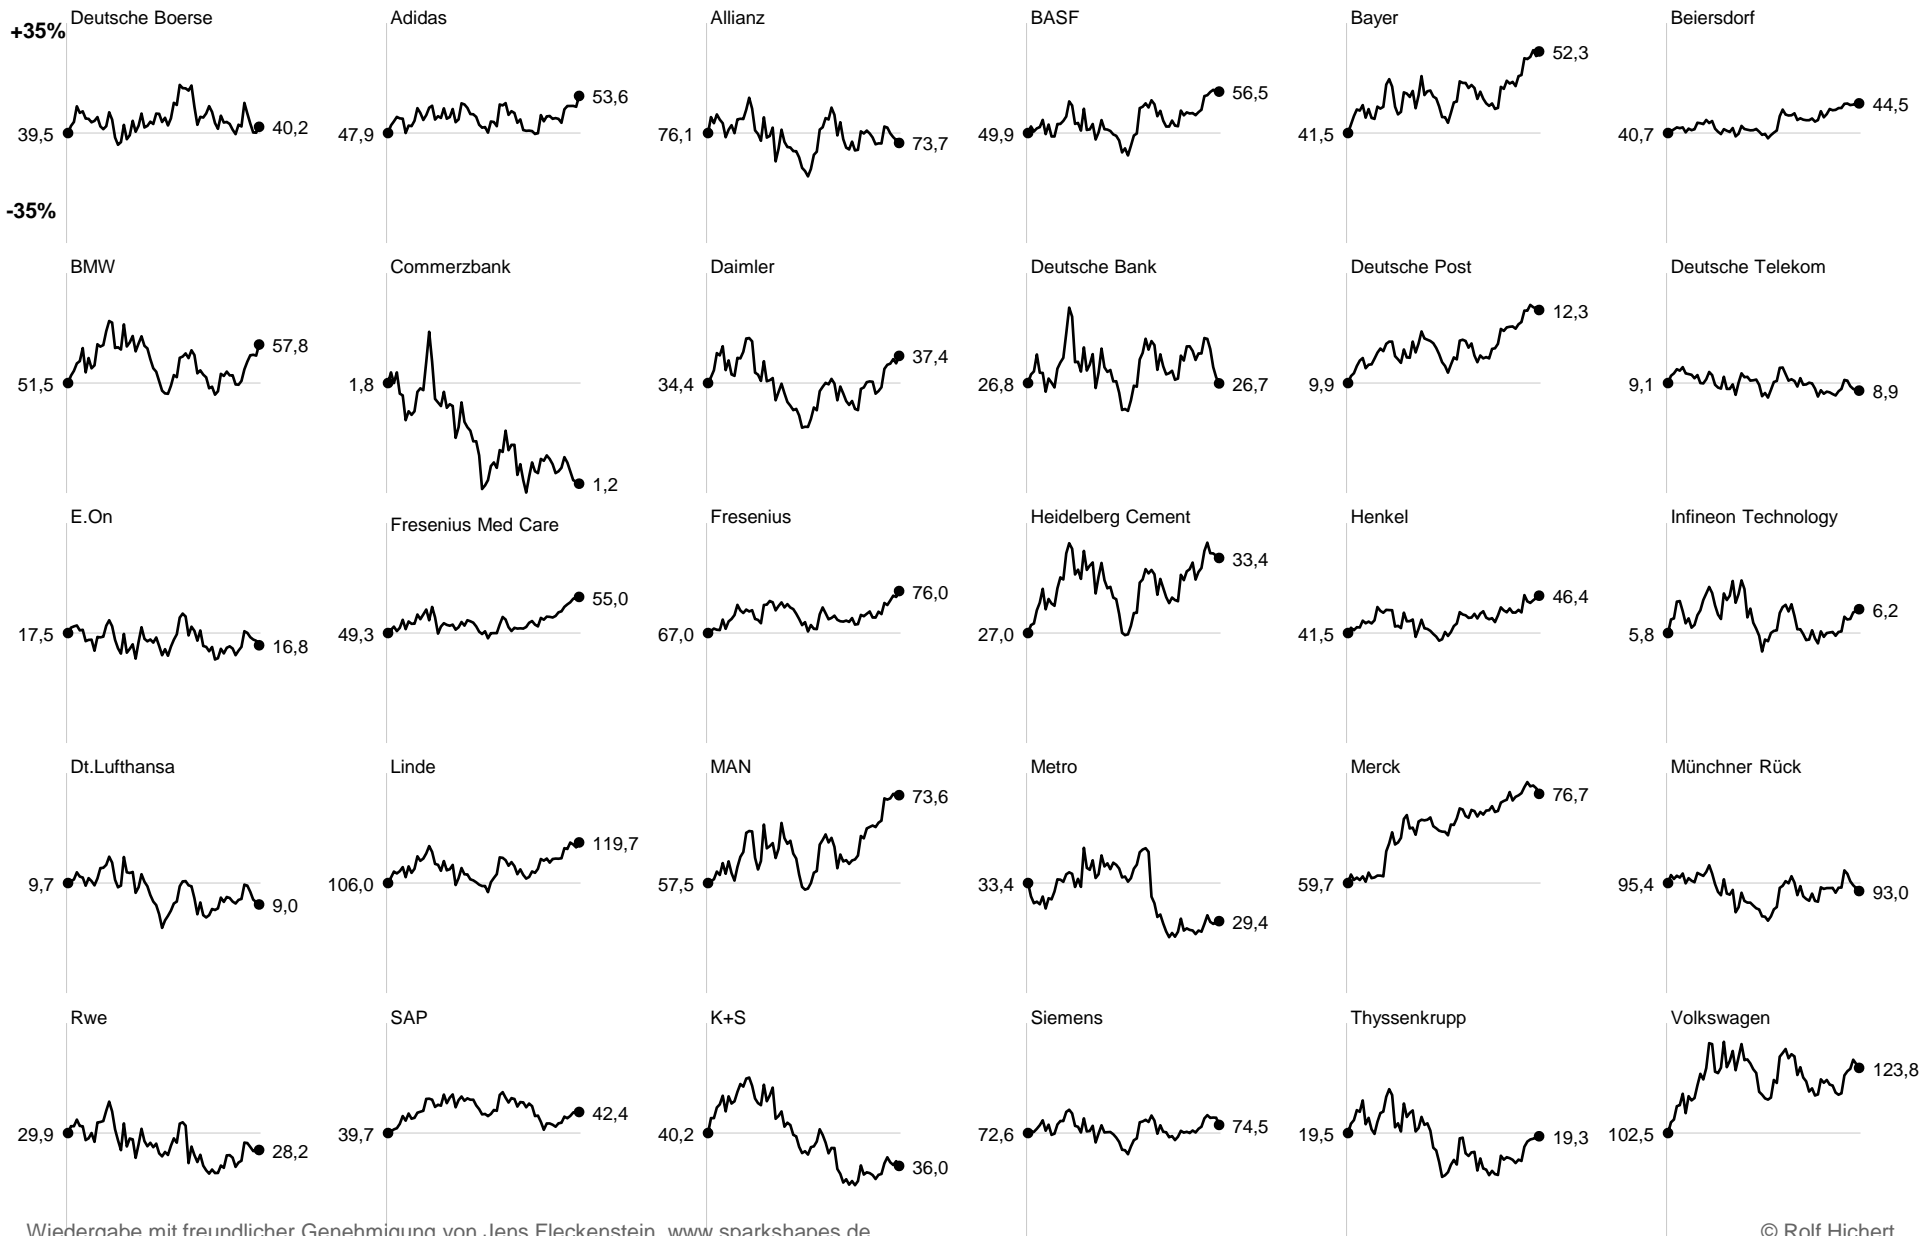 Deutsche Boerse Adidas Allianz BASF Bayer Beiersdorf
+35%
39,5 40,2 47,9 53,6 76,1 73,7 49,9 56,5 41,5 52,3 40,7 44,5
-35%
BMW Commerzbank Daimler Deutsche Bank Deutsche Post Deutsche Telekom
51,5 57,8 1,8 1,2 34,4 37,4 26,8 26,7 9,9 12,3 9,1 8,9
E.On Fresenius Med Care Fresenius Heidelberg Cement Henkel Infineon Technology
17,5 16,8 49,3 55,0 67,0 76,0 27,0 33,4 41,5 46,4 5,8 6,2
Dt.Lufthansa Linde MAN Metro Merck Münchner Rück
9,7 9,0 106,0 119,7 57,5 73,6 33,4 29,4 59,7 76,7 95,4 93,0
Rwe SAP K+S Siemens Thyssenkrupp Volkswagen
29,9 28,2 39,7 42,4 40,2 36,0 72,6 74,5 19,5 19,3 102,5 123,8
Wiedergabe mit freundlicher Genehmigung von Jens Fleckenstein, www.sparkshapes.de © Rolf Hichert